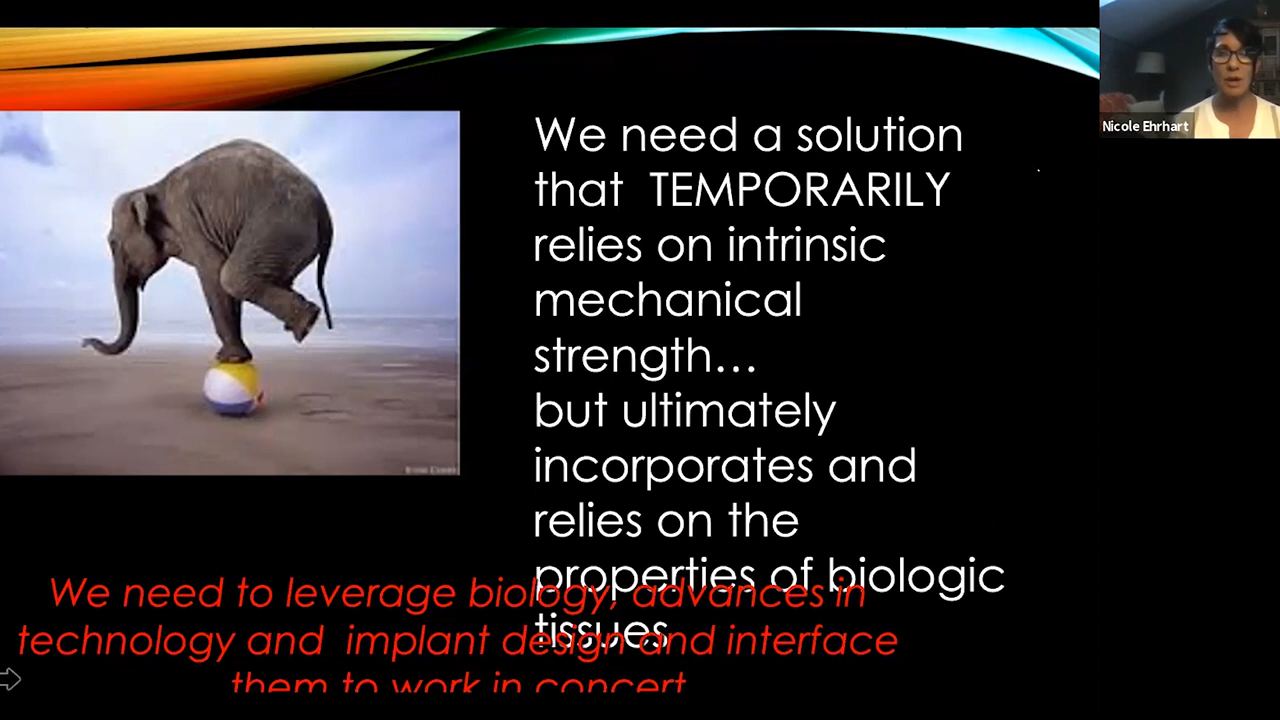 Nicole Ehrhart
We need a solution
that TEMPORARILY
relies on intrinsic
mechanical
strength…
but ultimately
incorporates and
relies on the
properties of biologic
tissues
We need to leverage biology, advances in
technology and implant design and interface
them to work in concert